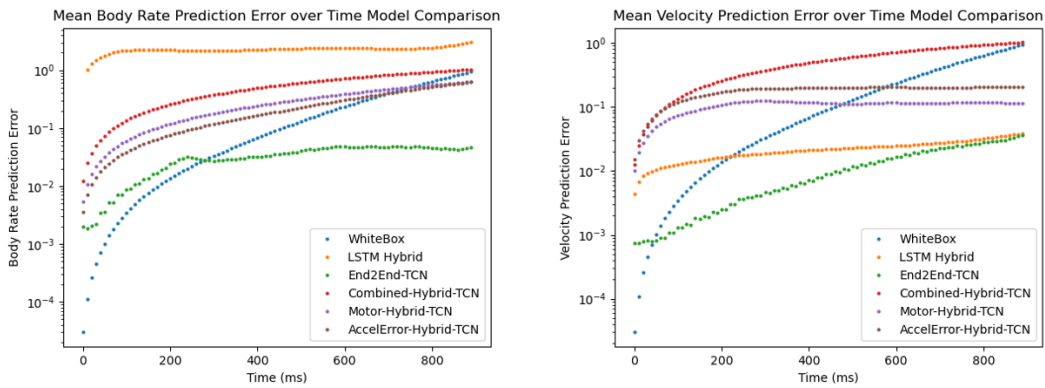 Mean Body Rate Prediction Error over Time Model Comparison
Body Rate Prediction Error
10⁰
10⁻¹
10⁻²
10⁻³
10⁻⁴
WhiteBox
LSTM Hybrid
End2End-TCN
Combined-Hybrid-TCN
Motor-Hybrid-TCN
AccelError-Hybrid-TCN
0 200 400 600 800
Time (ms)
Mean Velocity Prediction Error over Time Model Comparison
Velocity Prediction Error
10⁰
10⁻¹
10⁻²
10⁻³
10⁻⁴
WhiteBox
LSTM Hybrid
End2End-TCN
Combined-Hybrid-TCN
Motor-Hybrid-TCN
AccelError-Hybrid-TCN
0 200 400 600 800
Time (ms)